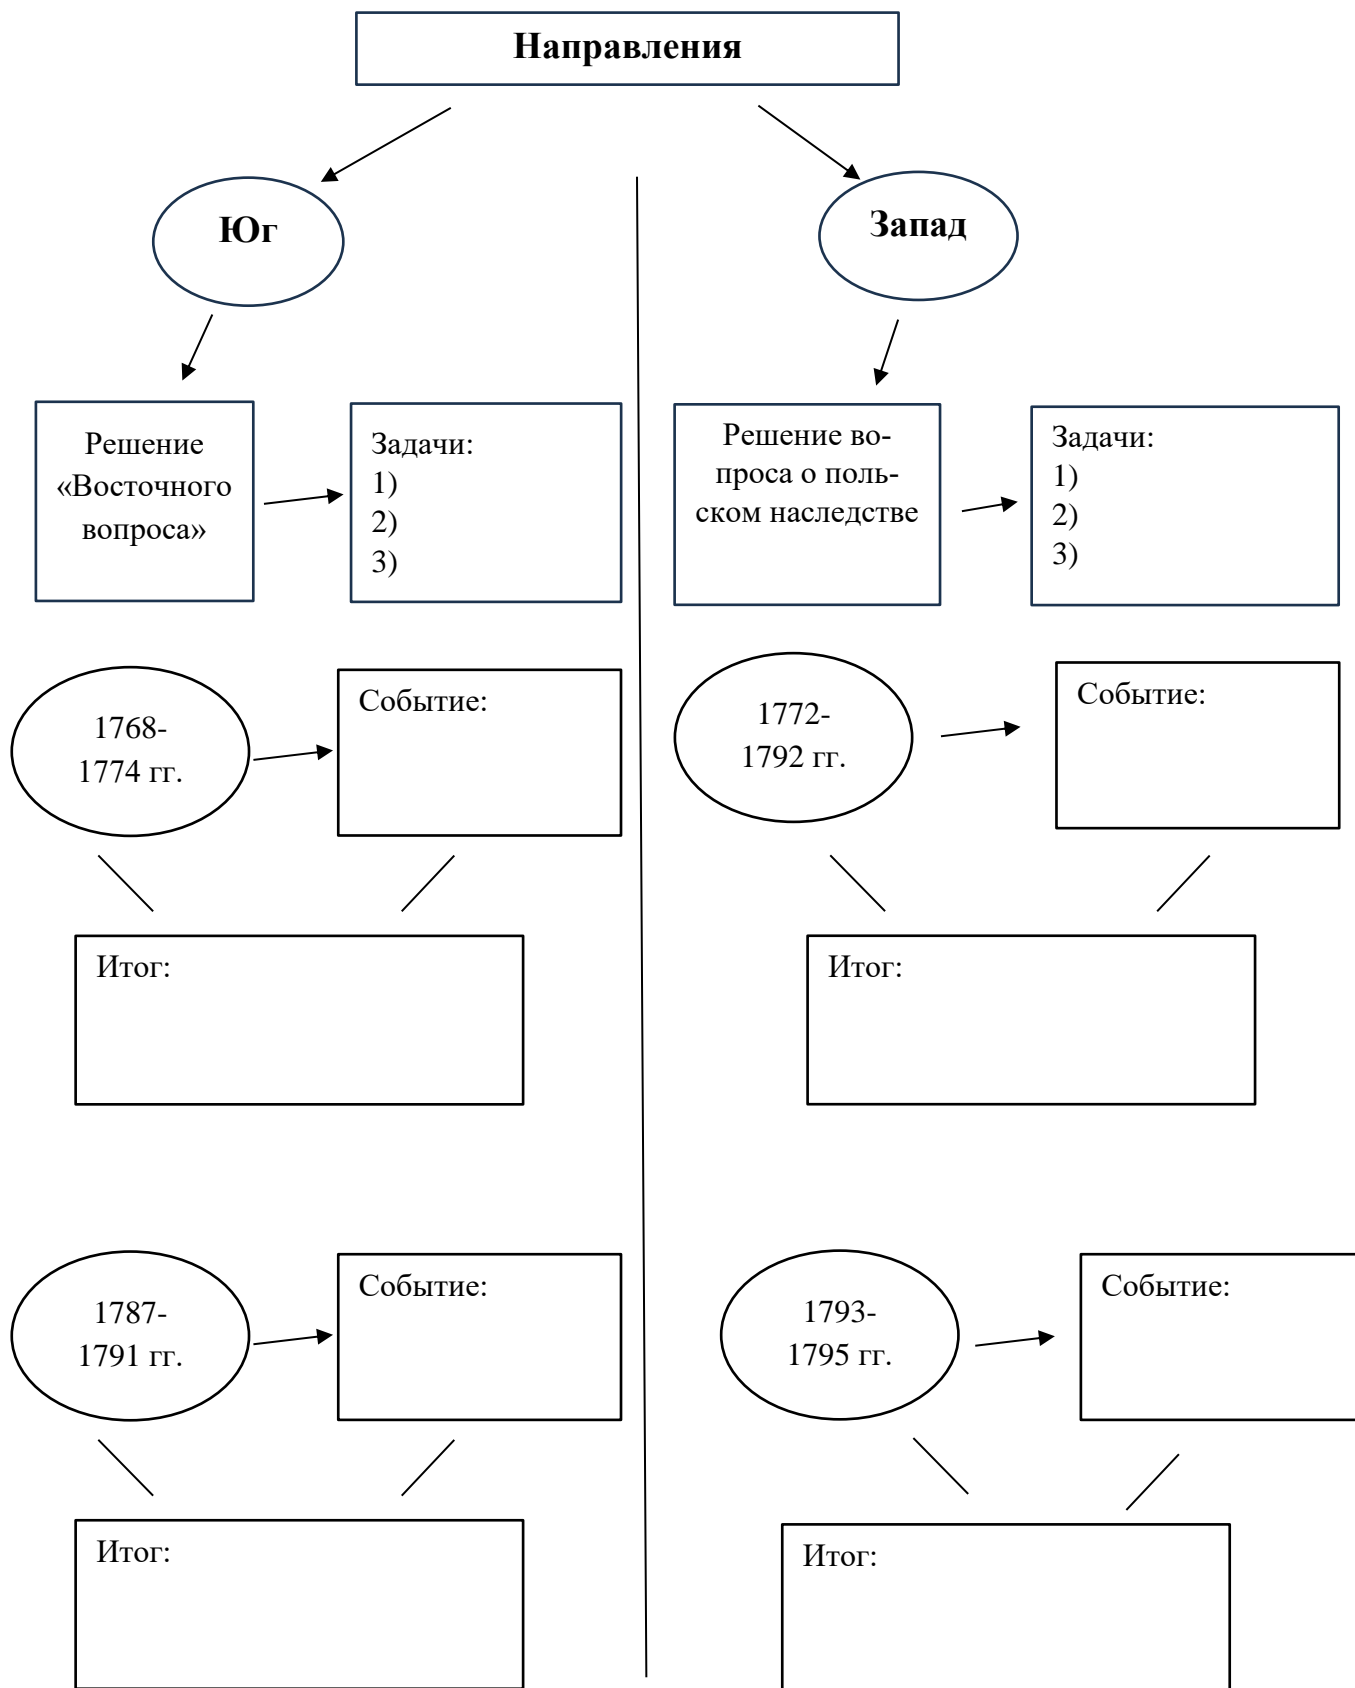 Направления
Юг
Запад
Решение
«Восточного
вопроса»
Задачи:
1)
2)
3)
Решение во-
проса о поль-
ском наследстве
Задачи:
1)
2)
3)
1768-
1774 гг.
Событие:
1772-
1792 гг.
Событие:
Итог:
Итог:
1787-
1791 гг.
Событие:
1793-
1795 гг.
Событие:
Итог:
Итог: